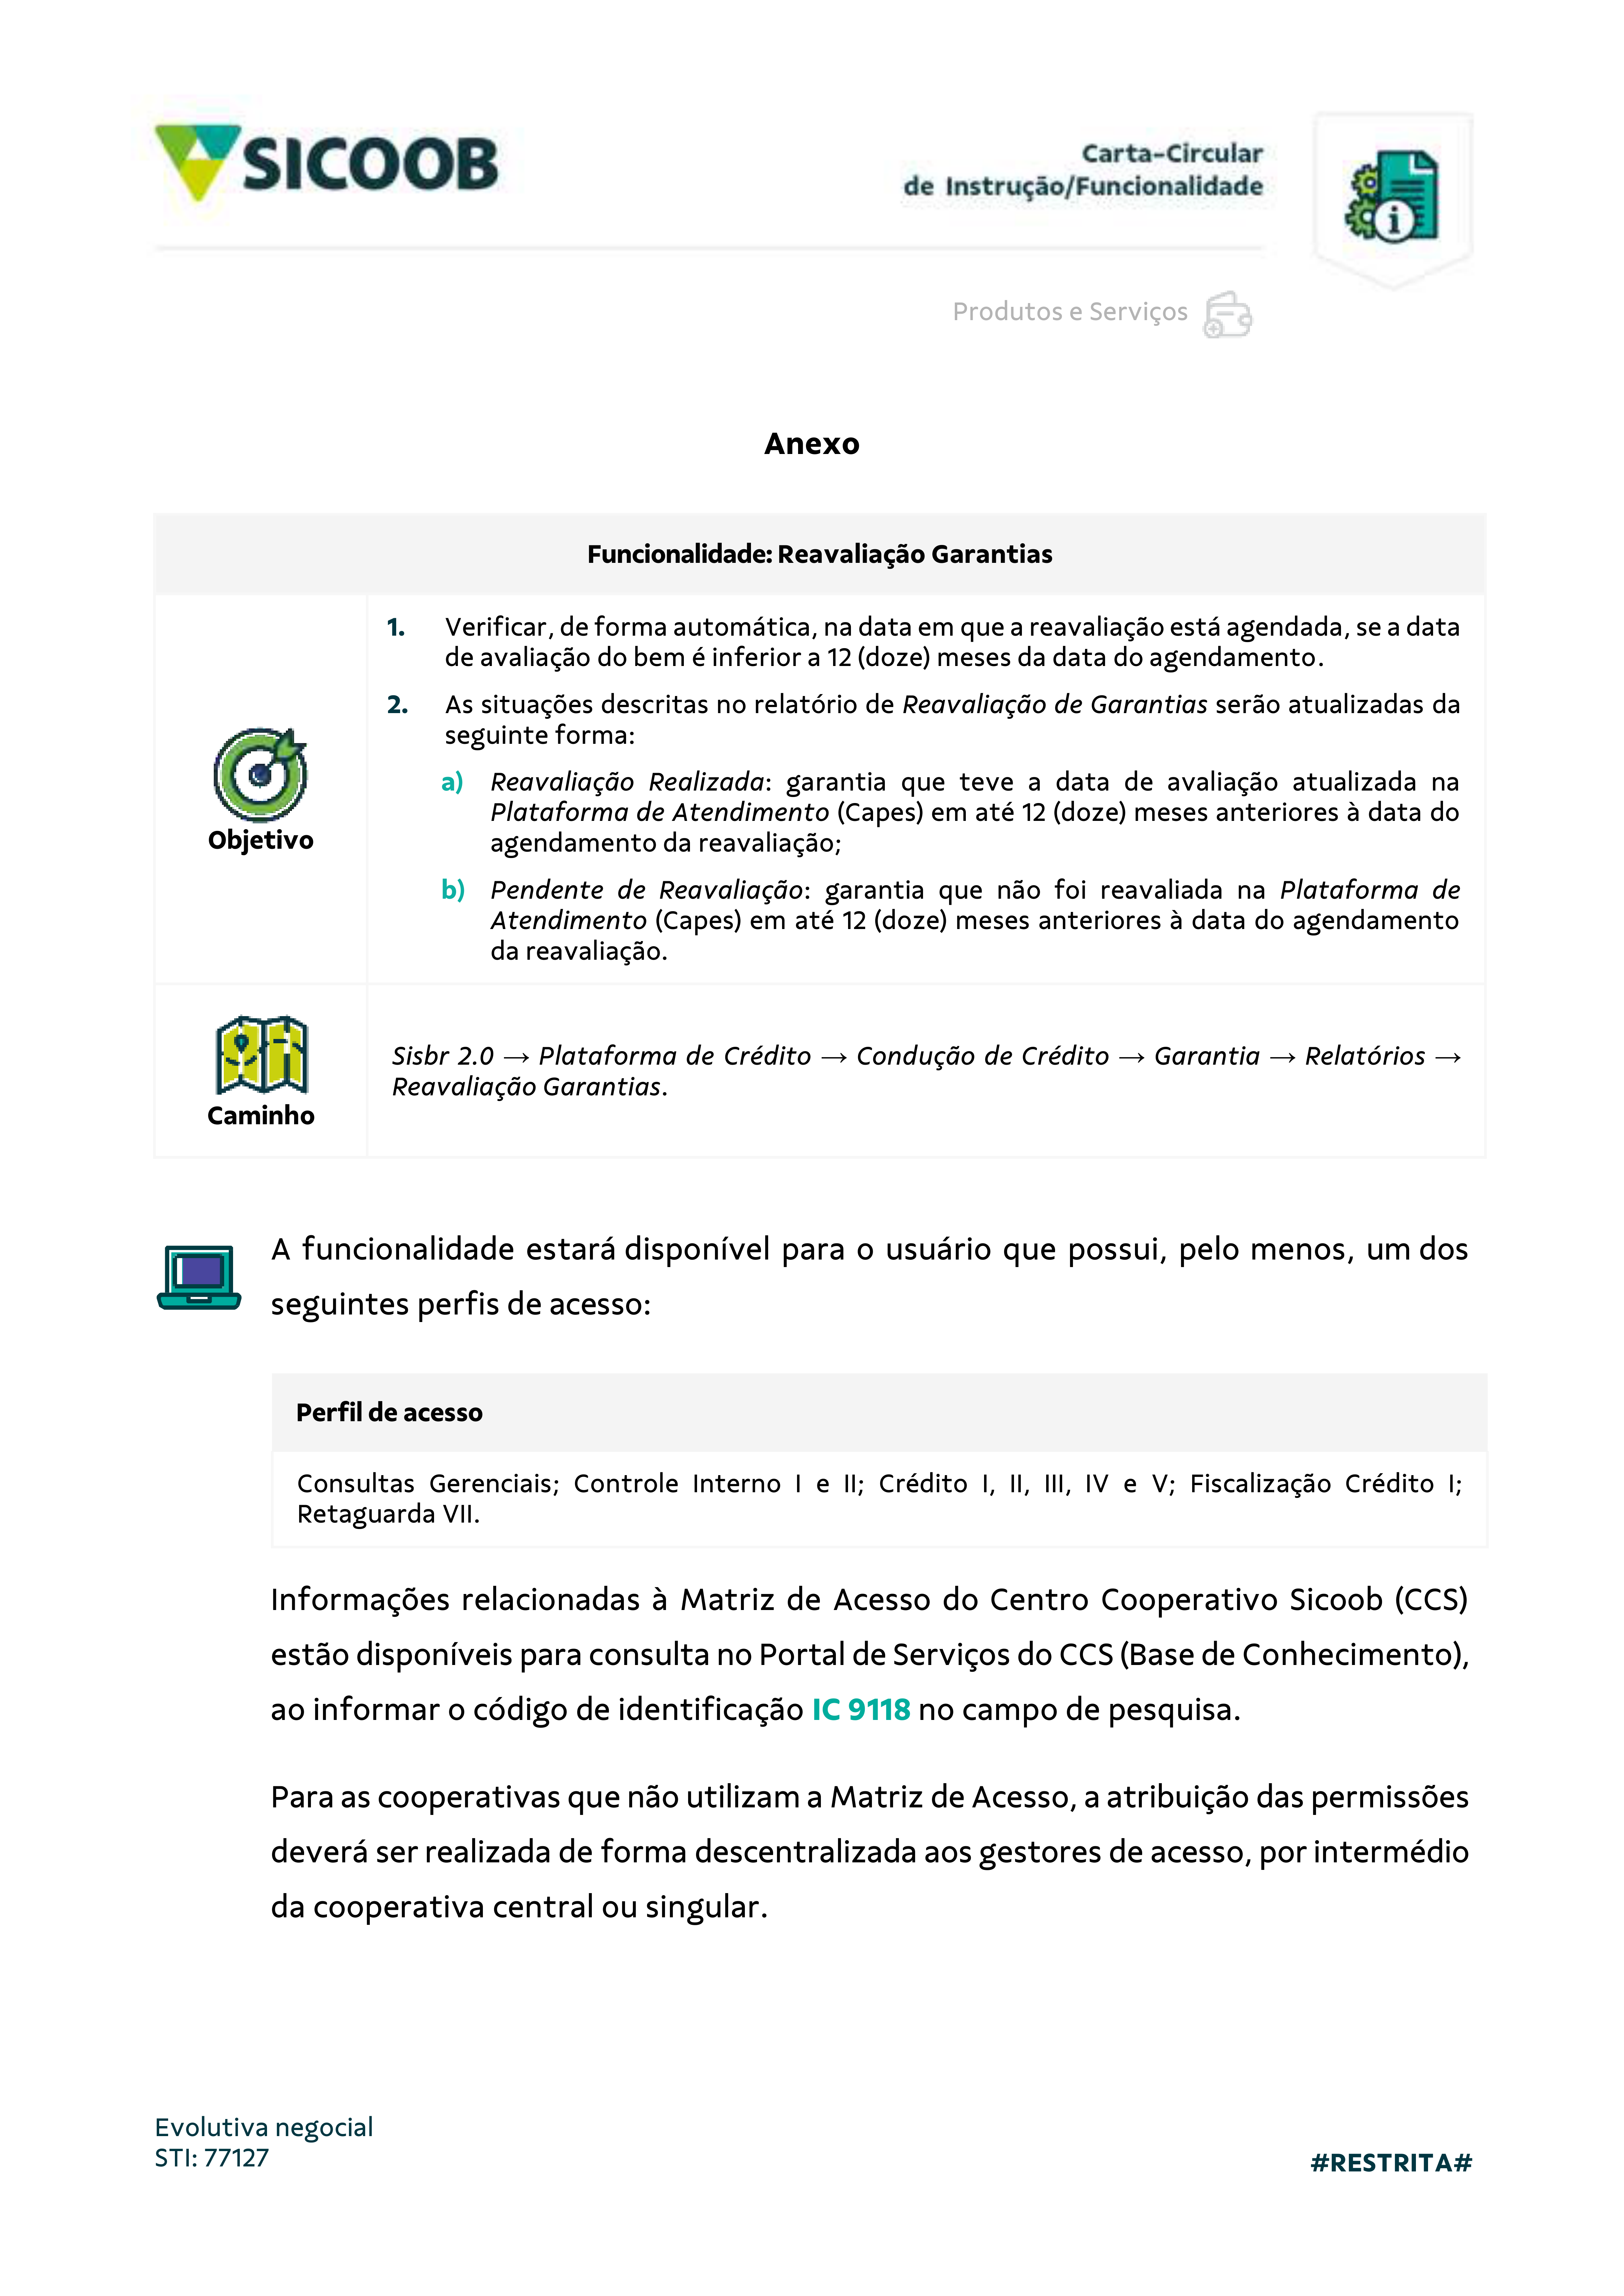 SICOOB
Carta-Circular
de Instrução/Funcionalidade
Produtos e Serviços
Anexo
Funcionalidade: Reavaliação Garantias
Objetivo
1. Verificar, de forma automática, na data em que a reavaliação está agendada, se a data
de avaliação do bem é inferior a 12 (doze) meses da data do agendamento.
2. As situações descritas no relatório de Reavaliação de Garantias serão atualizadas da
seguinte forma:
a) Reavaliação Realizada: garantia que teve a data de avaliação atualizada na
Plataforma de Atendimento (Capes) em até 12 (doze) meses anteriores à data do
agendamento da reavaliação;
b) Pendente de Reavaliação: garantia que não foi reavaliada na Plataforma de
Atendimento (Capes) em até 12 (doze) meses anteriores à data do agendamento
da reavaliação.
Caminho
Sisbr 2.0 → Plataforma de Crédito → Condução de Crédito → Garantia → Relatórios →
Reavaliação Garantias.
A funcionalidade estará disponível para o usuário que possui, pelo menos, um dos
seguintes perfis de acesso:
Perfil de acesso
Consultas Gerenciais; Controle Interno I e II; Crédito I, II, III, IV e V; Fiscalização Crédito I;
Retaguarda VII.
Informações relacionadas à Matriz de Acesso do Centro Cooperativo Sicoob (CCS)
estão disponíveis para consulta no Portal de Serviços do CCS (Base de Conhecimento),
ao informar o código de identificação IC 9118 no campo de pesquisa.
Para as cooperativas que não utilizam a Matriz de Acesso, a atribuição das permissões
deverá ser realizada de forma descentralizada aos gestores de acesso, por intermédio
da cooperativa central ou singular.
Evolutiva negocial
STI: 77127
#RESTRITA#